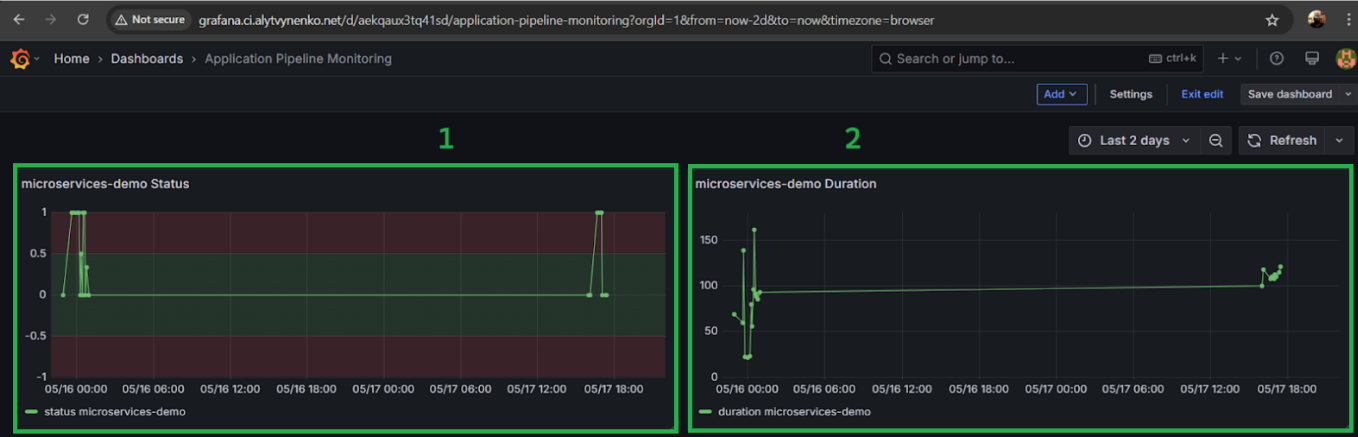 Not secure grafana.ci.alytvynenko.net/d/aekqaux3tq41sd/application-pipeline-monitoring?orgId=1&from=now-2d&to=now&timezone=browser
Home › Dashboards › Application Pipeline Monitoring
Search or jump to... ctrl+k
Add Settings Exit edit Save dashboard
1 2
Last 2 days Refresh
microservices-demo Status
1
0.5
0
-0.5
-1
05/16 00:00 05/16 06:00 05/16 12:00 05/16 18:00 05/17 00:00 05/17 06:00 05/17 12:00 05/17 18:00
status microservices-demo
microservices-demo Duration
150
100
50
0
05/16 00:00 05/16 06:00 05/16 12:00 05/16 18:00 05/17 00:00 05/17 06:00 05/17 12:00 05/17 18:00
duration microservices-demo